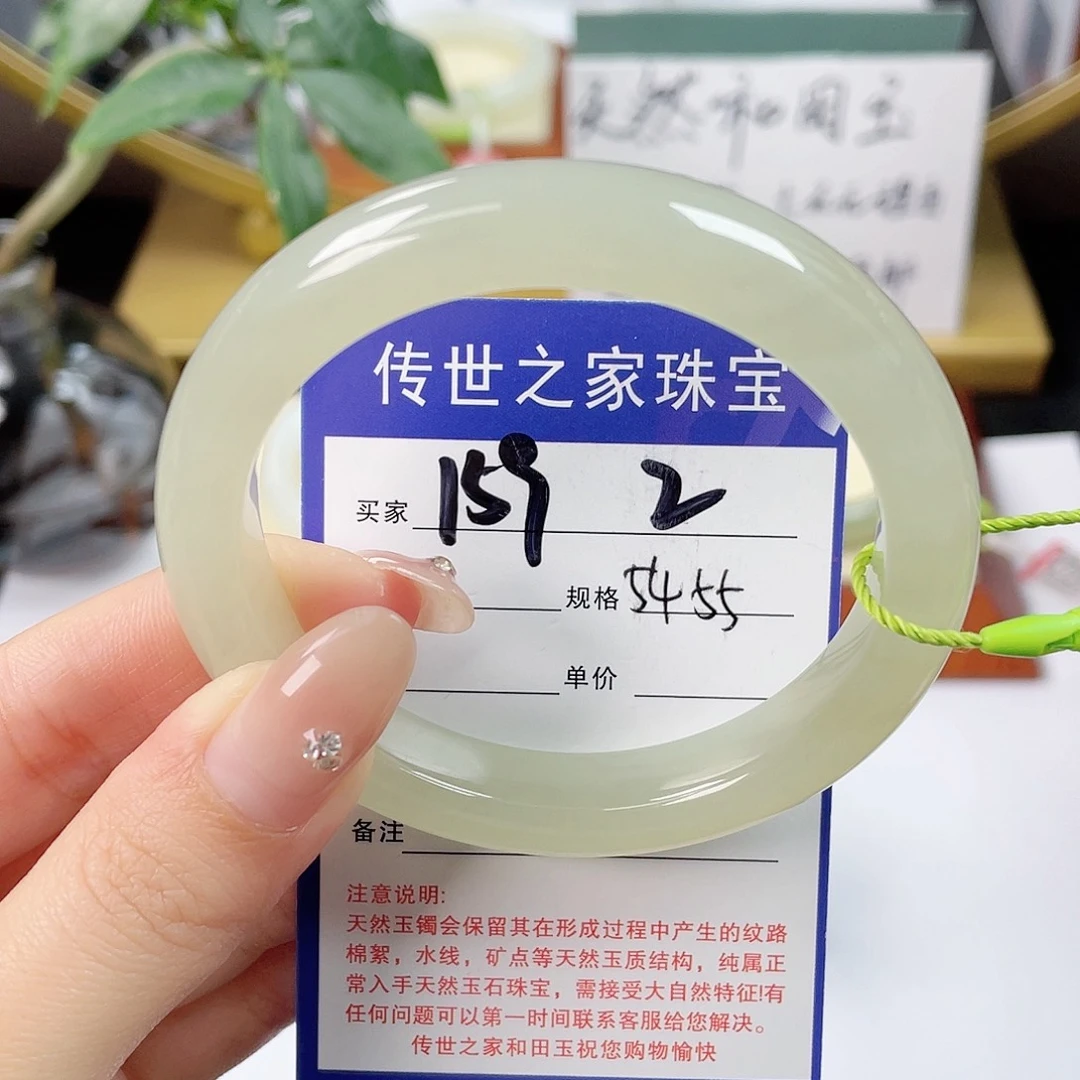 天然和田玉
传世之家珠宝
买家 159 2
规格 5455
单价
备注
注意说明:
天然玉镯会保留其在形成过程中产生的纹路
棉絮，水线，矿点等天然玉质结构，纯属正
常入手天然玉石珠宝，需接受大自然特征!有
任何问题可以第一时间联系客服给您解决。
传世之家和田玉祝您购物愉快